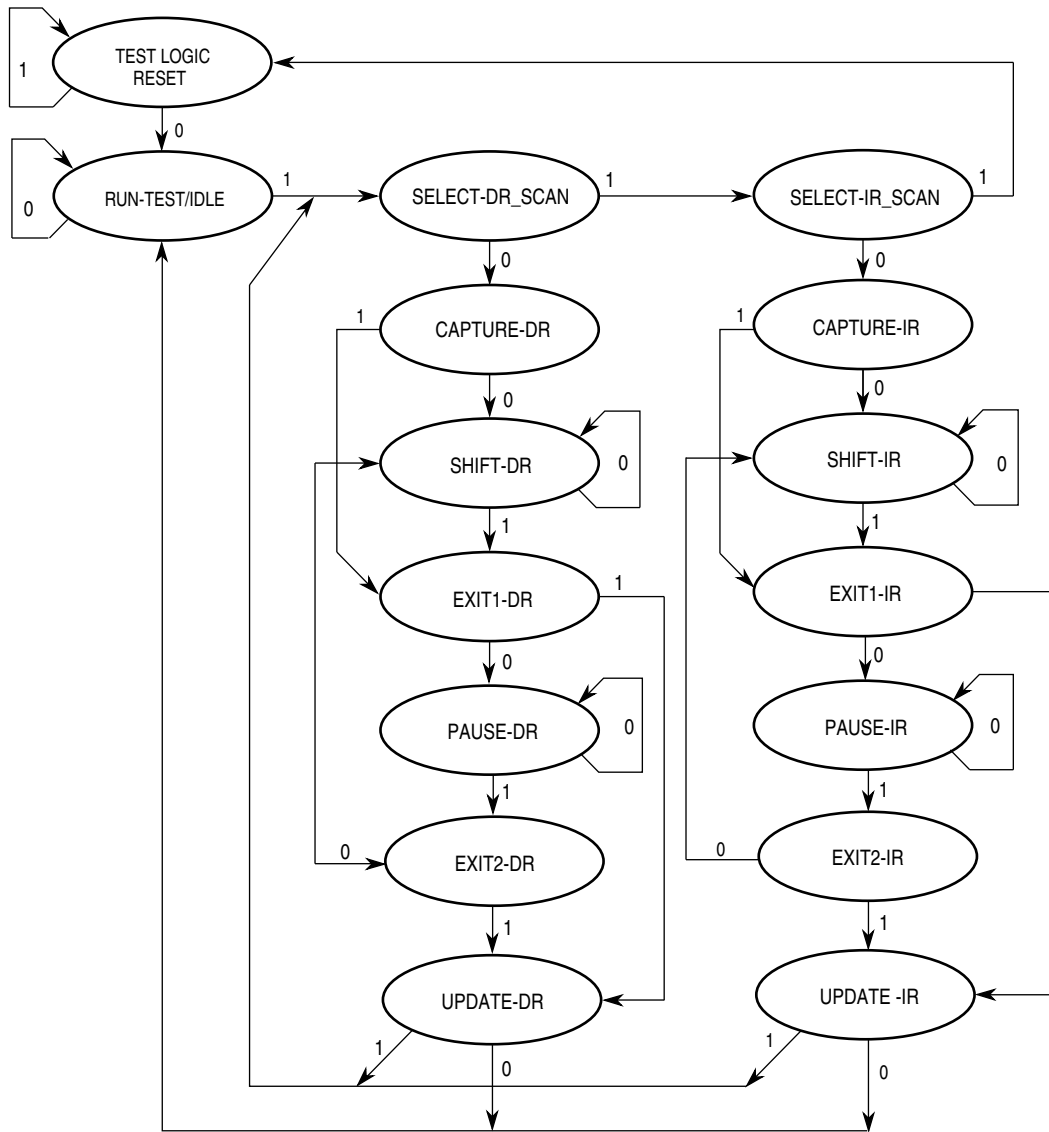 TEST LOGIC
RESET
1
0
RUN-TEST/IDLE
0
1
SELECT-DR_SCAN
1
SELECT-IR_SCAN
1
0
0
CAPTURE-DR
1
CAPTURE-IR
1
0
0
SHIFT-DR
0
SHIFT-IR
0
1
1
EXIT1-DR
1
EXIT1-IR
0
0
PAUSE-DR
0
PAUSE-IR
0
1
1
EXIT2-DR
0
EXIT2-IR
0
1
1
UPDATE-DR
UPDATE -IR
1
0
1
0